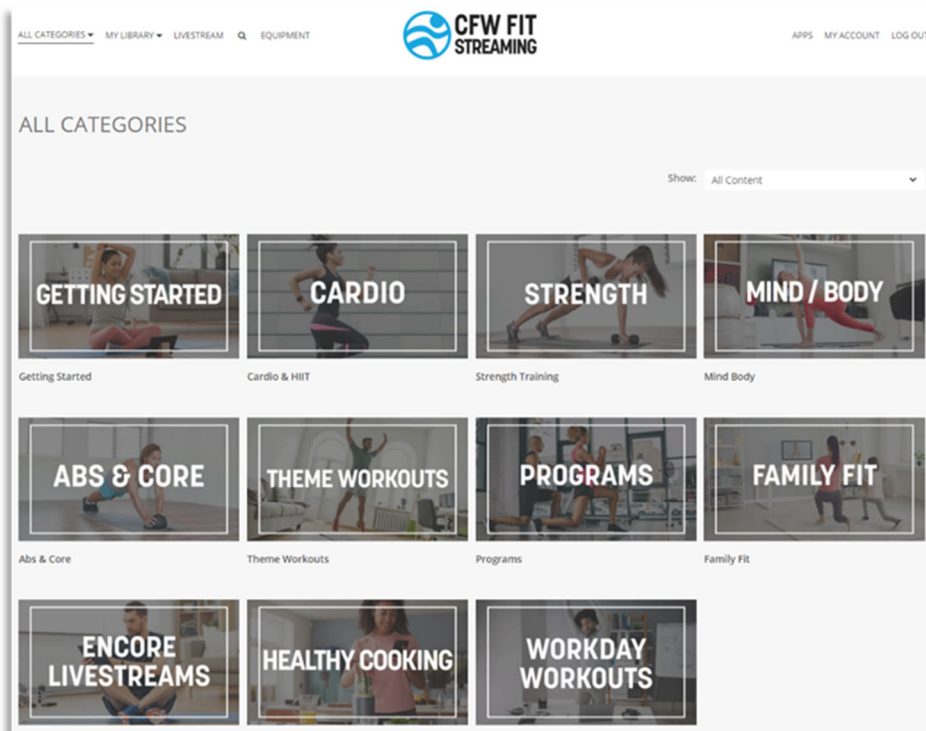 ALL CATEGORIES MY LIBRARY LIVESTREAM EQUIPMENT
CFW FIT
STREAMING
APPS MY ACCOUNT LOG OUT
ALL CATEGORIES
Show: All Content
GETTING STARTED
CARDIO
STRENGTH
MIND / BODY
Getting Started
Cardio & HIIT
Strength Training
Mind Body
ABS & CORE
THEME WORKOUTS
PROGRAMS
FAMILY FIT
Abs & Core
Theme Workouts
Programs
Family Fit
ENCORE
LIVESTREAMS
HEALTHY COOKING
WORKDAY
WORKOUTS